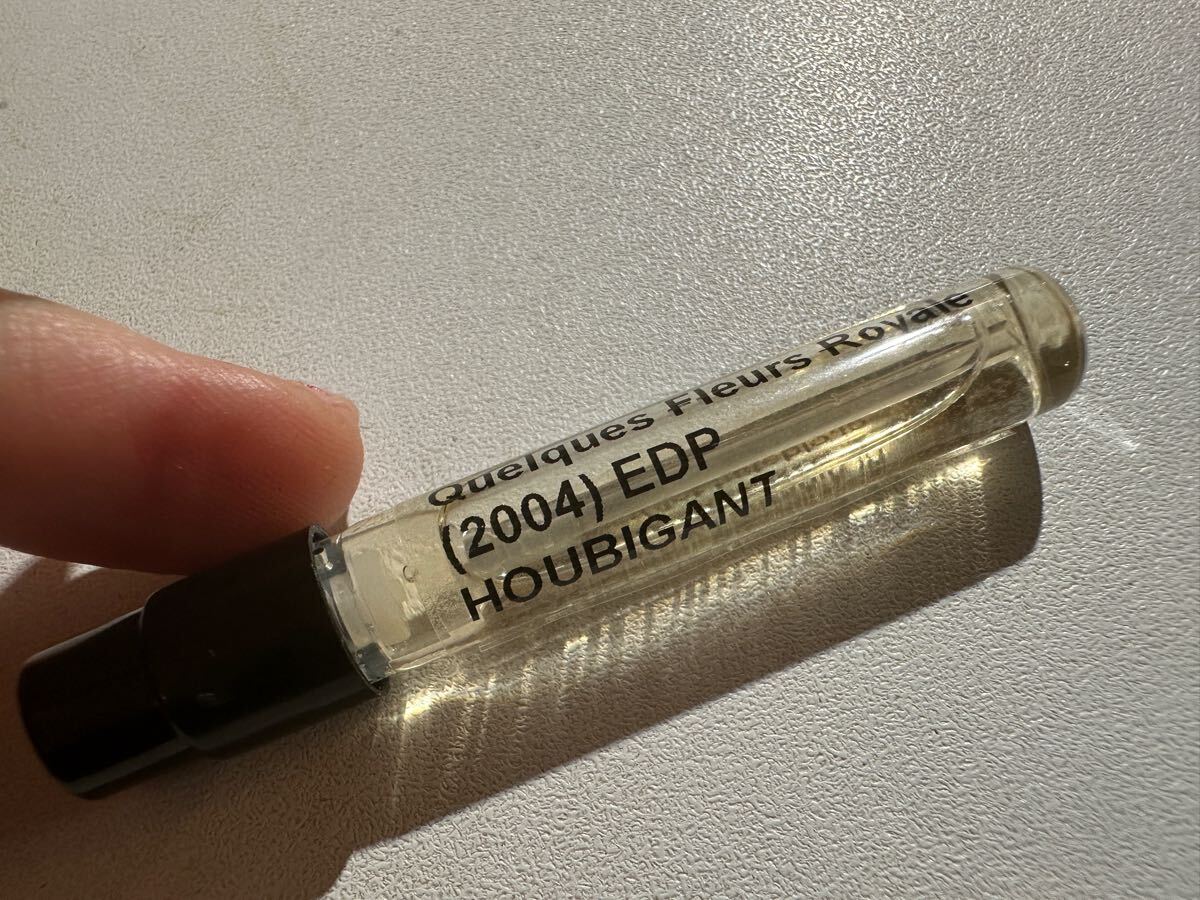 Quelques Fleurs Royale
(2004) EDP
HOUBIGANT